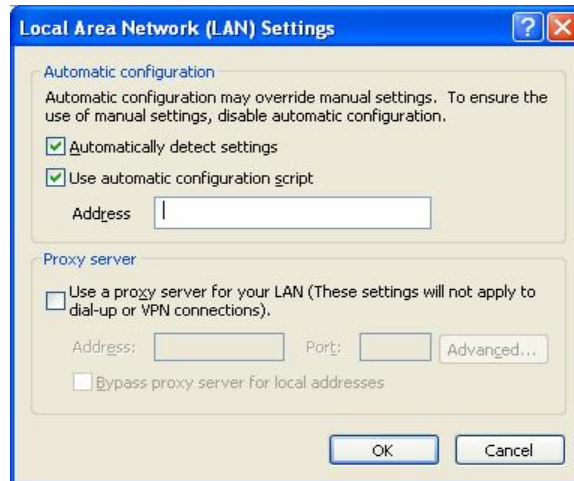 Local Area Network (LAN) Settings
Automatic configuration
Automatic configuration may override manual settings. To ensure the
use of manual settings, disable automatic configuration.
Automatically detect settings
Use automatic configuration script
Address
Proxy server
Use a proxy server for your LAN (These settings will not apply to
dial-up or VPN connections).
Address: Port: Advanced...
Bypass proxy server for local addresses
OK Cancel